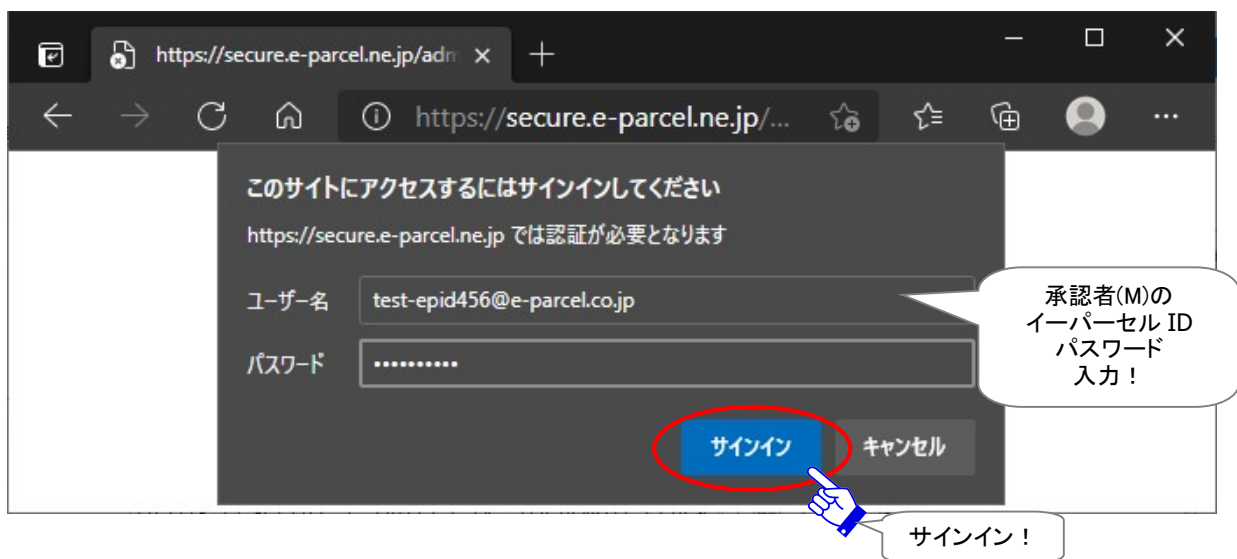 https://secure.e-parcel.ne.jp/adm
https://secure.e-parcel.ne.jp/...
このサイトにアクセスするにはサインインしてください
https://secure.e-parcel.ne.jp では認証が必要となります
ユーザー名 test-epid456@e-parcel.co.jp
パスワード ••••••••••
承認者(M)の
イーパーセル ID
パスワード
入力！
サインイン キャンセル
サインイン！